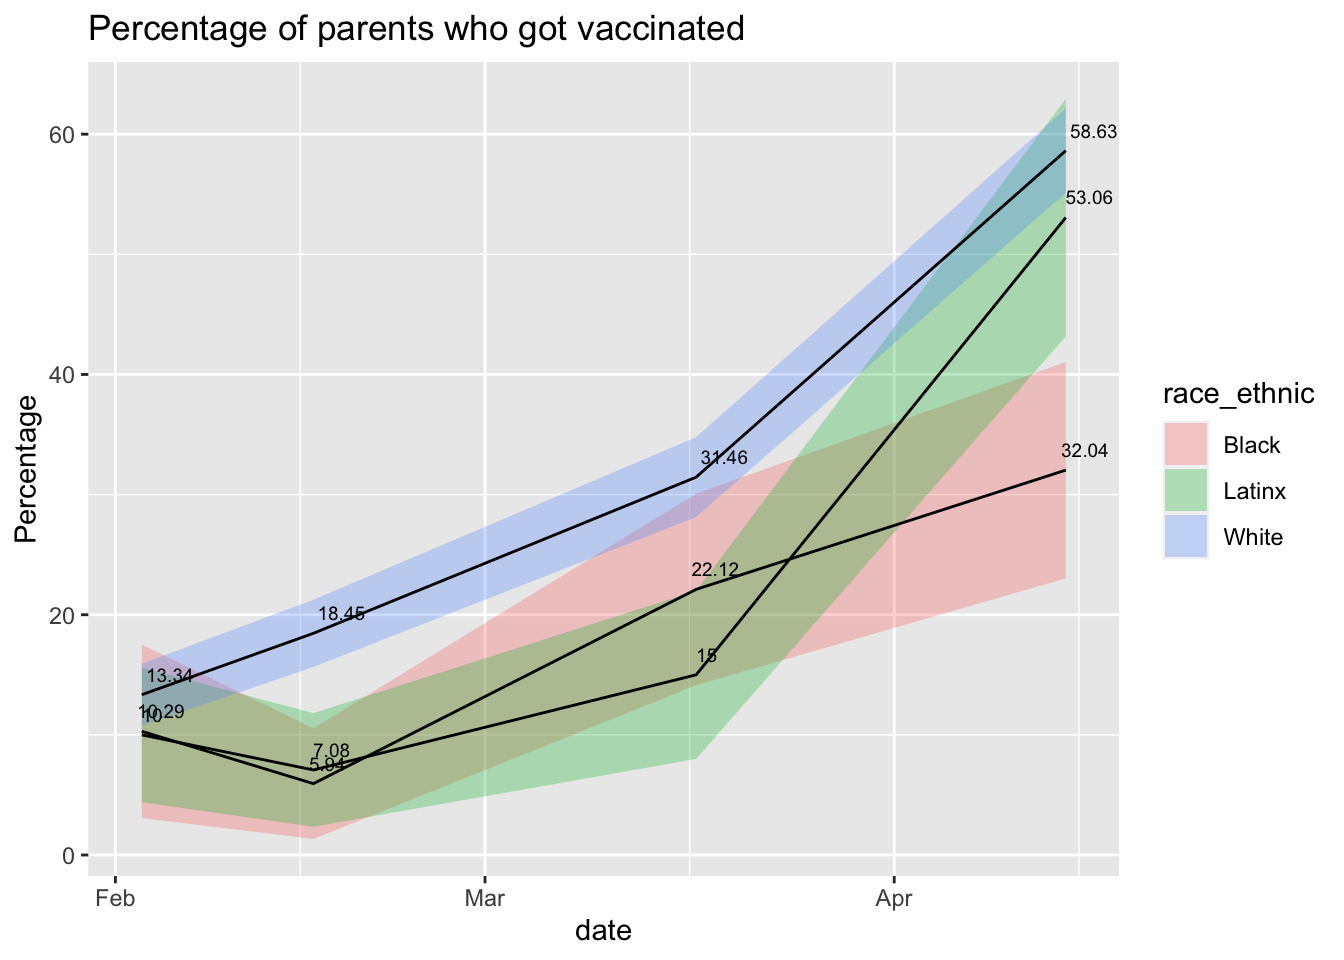 Percentage of parents who got vaccinated
60
40
20
0
Percentage
58.63
53.06
32.04
31.46
22.12
15
18.45
13.34
10.29
10
7.08
5.94
Feb
Mar
Apr
date
race_ethnic
Black
Latinx
White